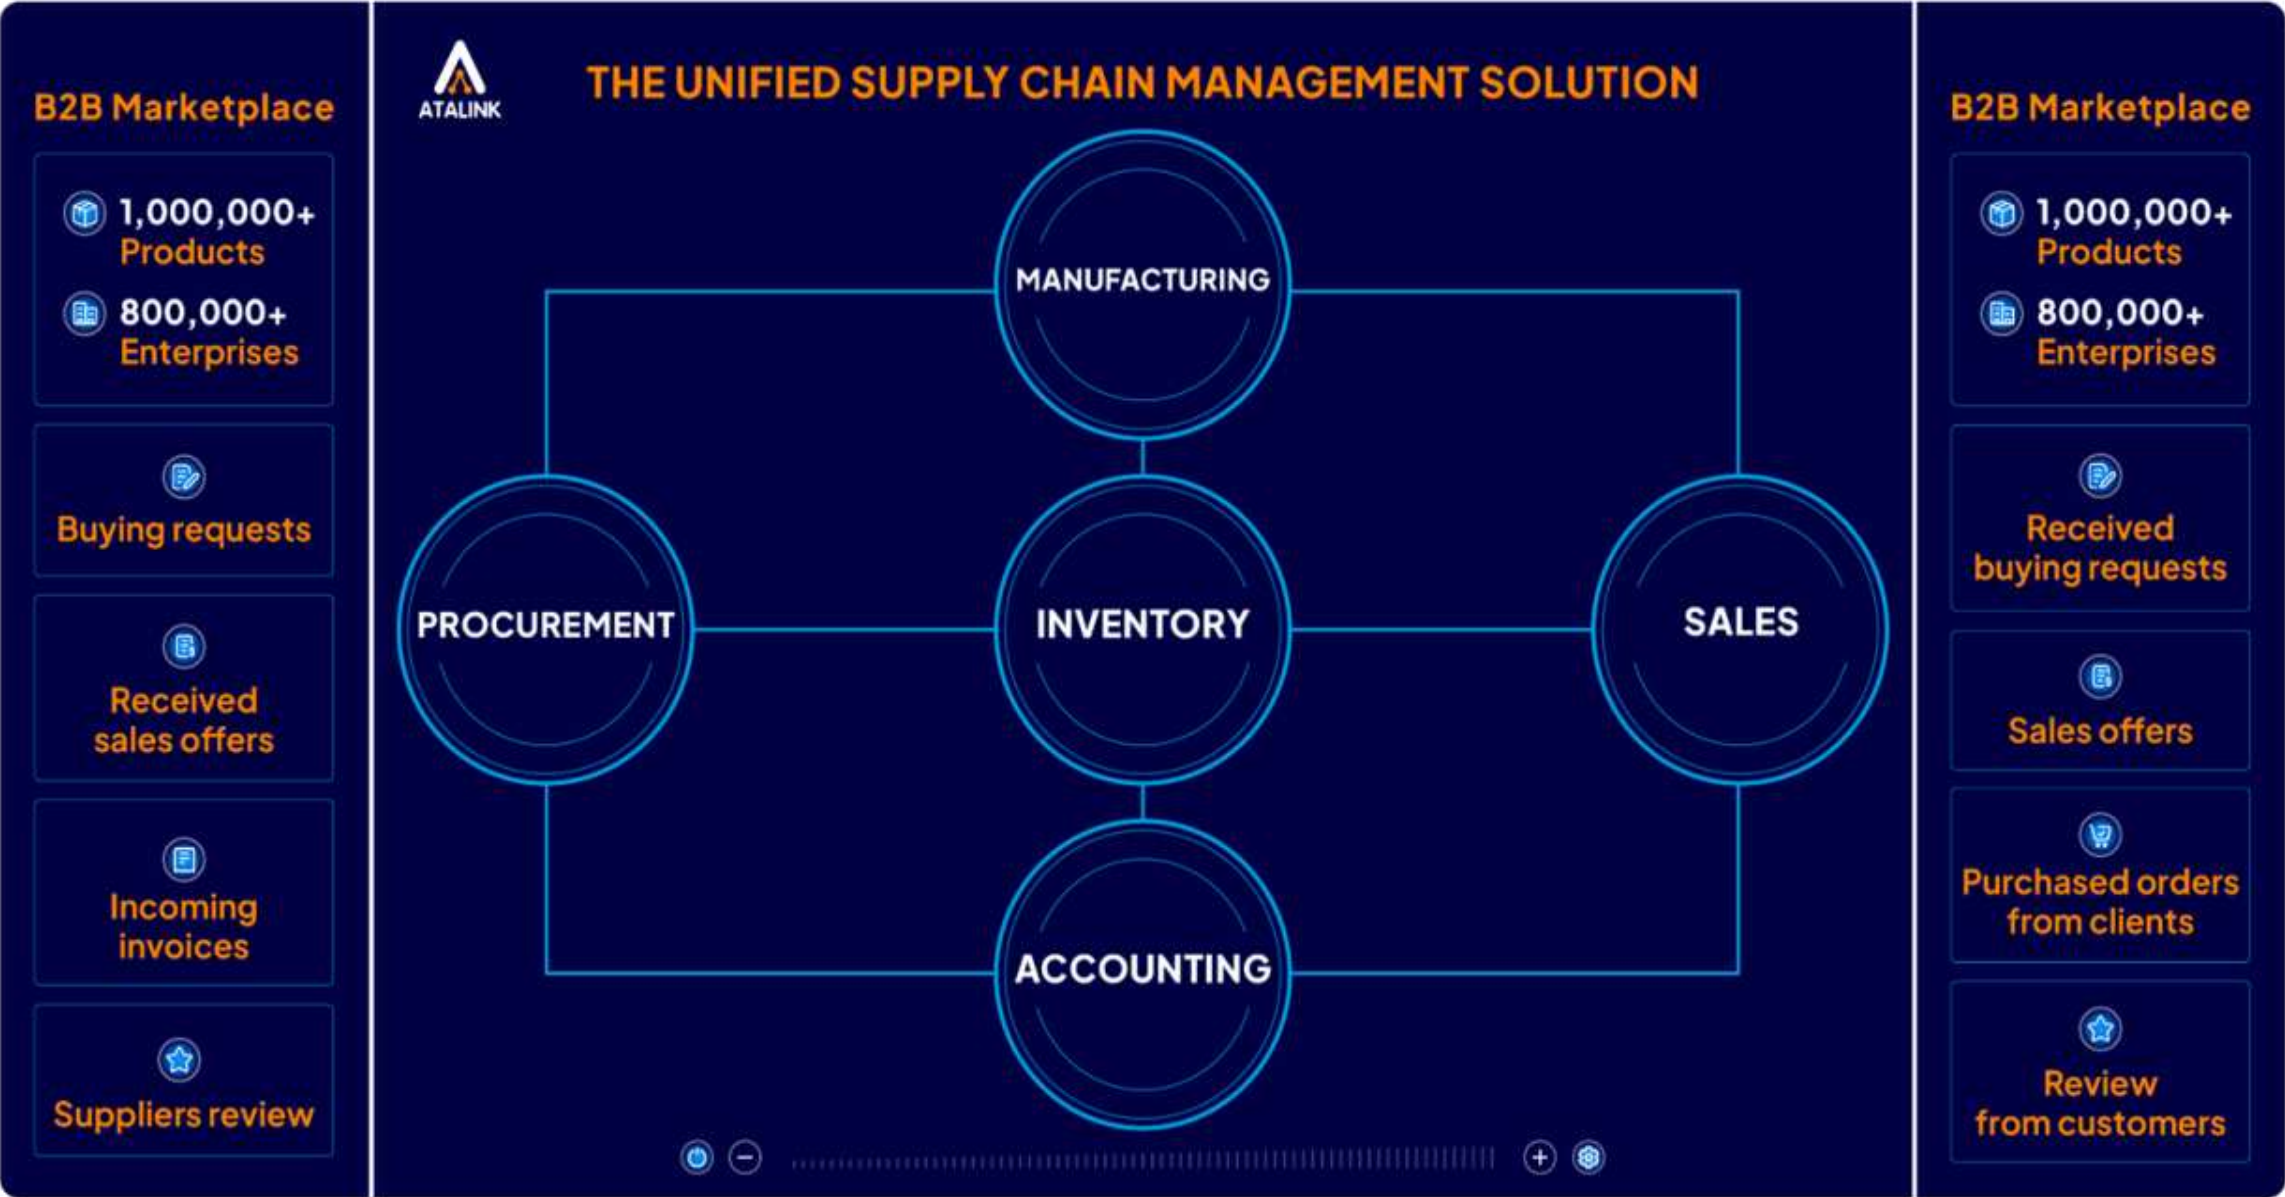 B2B Marketplace
1,000,000+
Products
800,000+
Enterprises
Buying requests
Received
sales offers
Incoming
invoices
Suppliers review
ATALINK
THE UNIFIED SUPPLY CHAIN MANAGEMENT SOLUTION
MANUFACTURING
PROCUREMENT
INVENTORY
SALES
ACCOUNTING
B2B Marketplace
1,000,000+
Products
800,000+
Enterprises
Received
buying requests
Sales offers
Purchased orders
from clients
Review
from customers